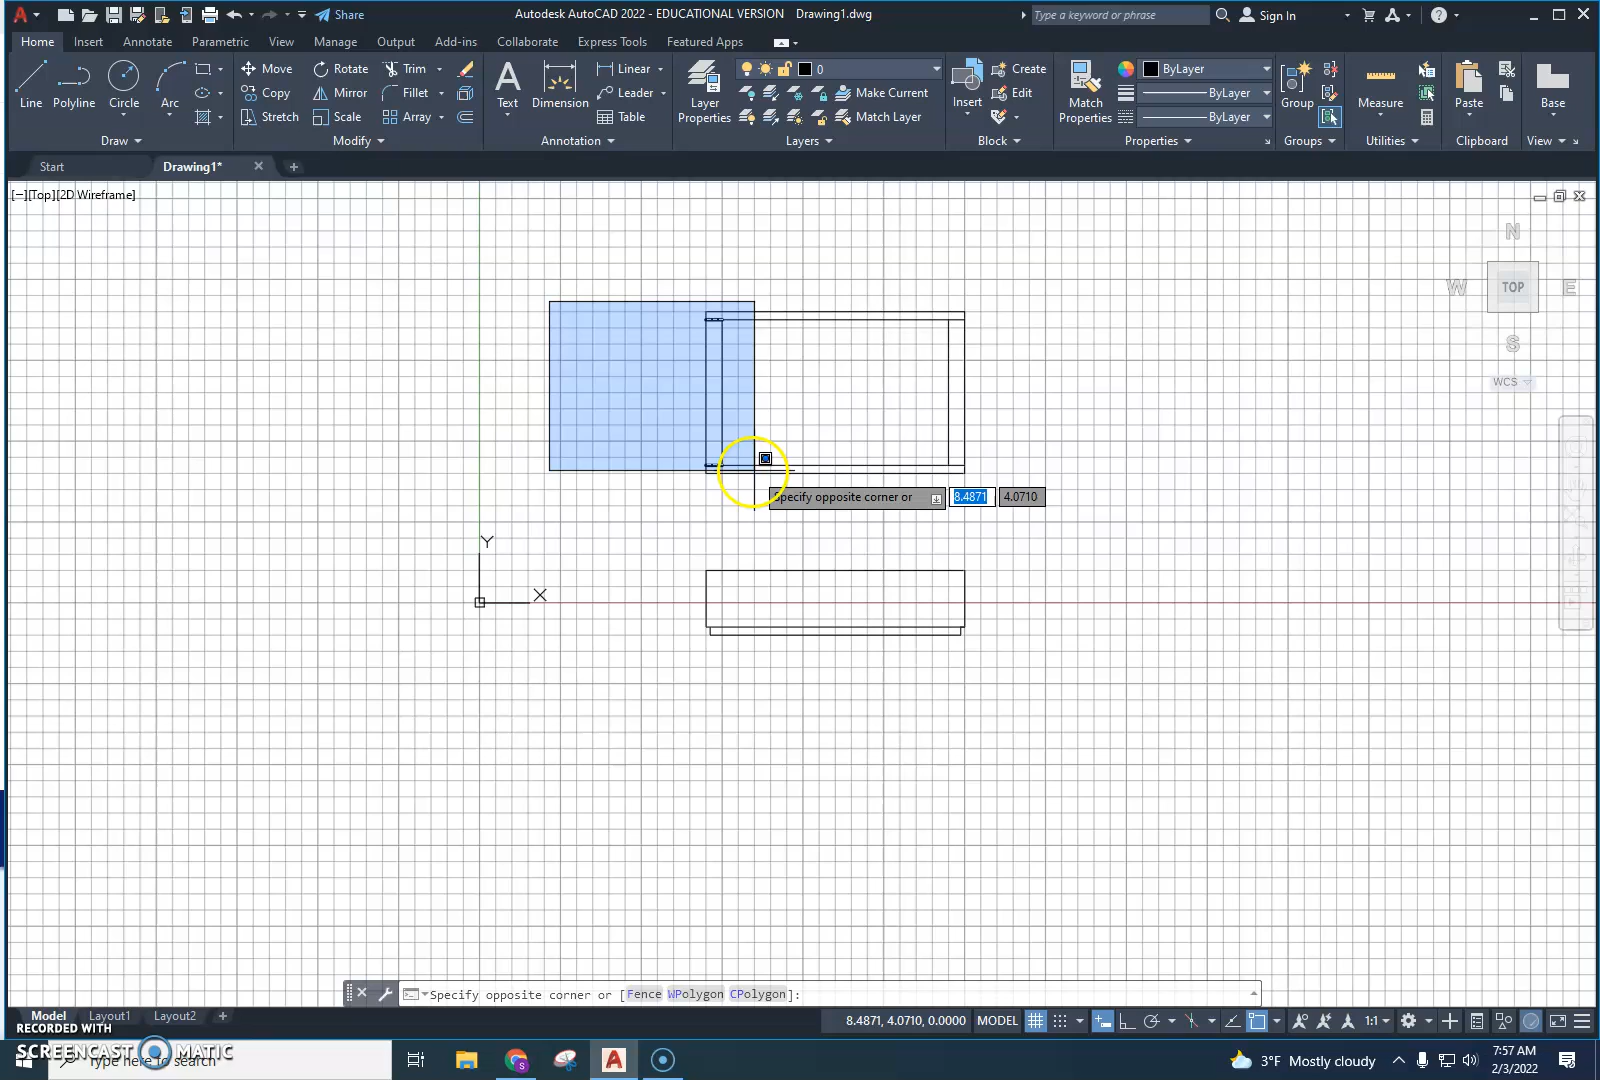 A Share Autodesk AutoCAD 2022 - EDUCATIONAL VERSION Drawing1.dwg Type a keyword or phrase Sign In
Home Insert Annotate Parametric View Manage Output Add-ins Collaborate Express Tools Featured Apps
Move Rotate Trim 0 Linear Create ByLayer
Copy Mirror Fillet Leader Make Current Edit ByLayer
Line Polyline Circle Arc Text Dimension Layer Properties Insert Match Properties Group Measure Paste Base
Stretch Scale Array Table Match Layer ByLayer
Draw Modify Annotation Layers Block Properties Groups Utilities Clipboard View
Start Drawing1* +
[−][Top][2D Wireframe]
N
W TOP E
S
WCS
Specify opposite corner or 8.4871 4.0710
Y
X
Specify opposite corner or [Fence WPolygon CPolygon]:
Model Layout1 Layout2 + 8.4871, 4.0710, 0.0000 MODEL 1:1
RECORDED WITH
SCREENCAST MATIC
Type here to search
3°F Mostly cloudy 7:57 AM
2/3/2022